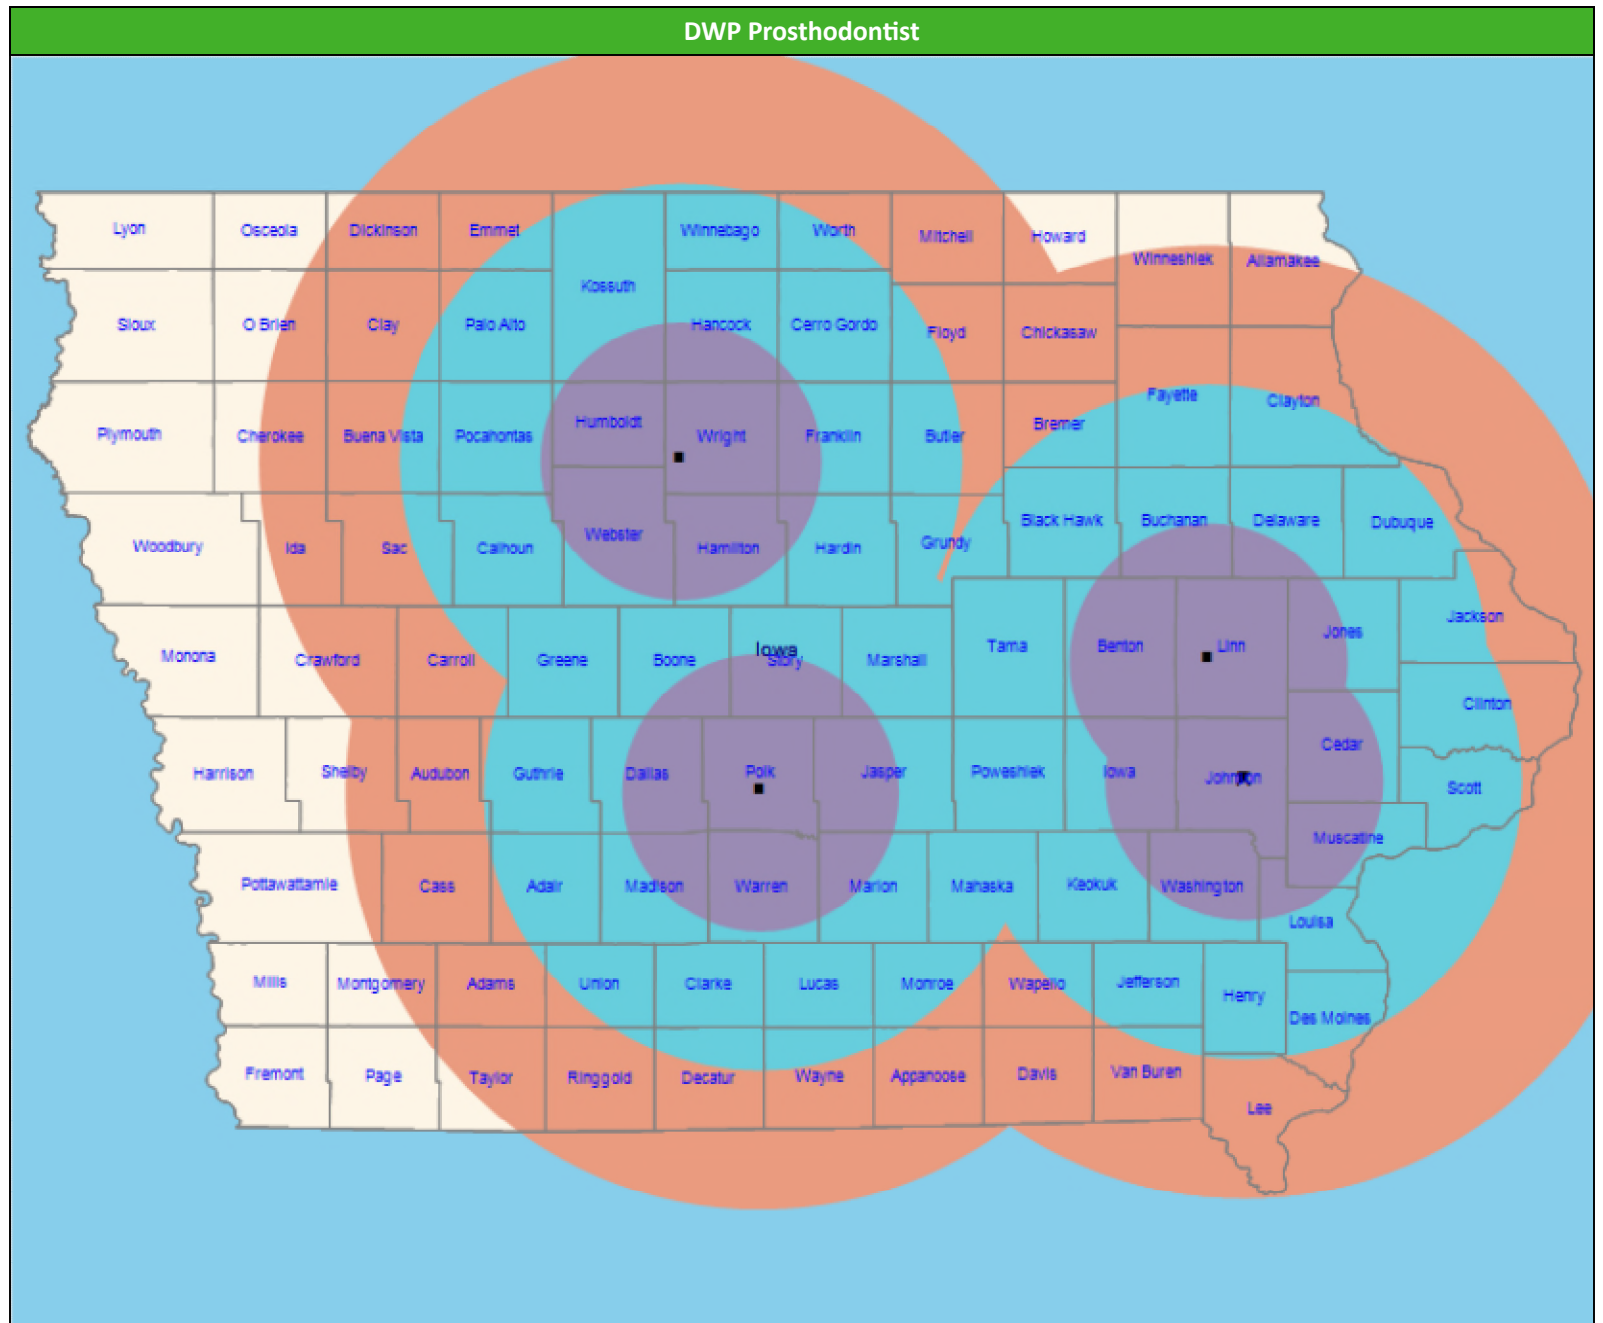 DWP Prosthodontist
Lyon
Osceola
Dickinson
Emmet
Winnebago
Worth
Mitchell
Howard
Winneshiek
Allamakee
Kossuth
Sioux
O Brien
Clay
Palo Alto
Hancock
Cerro Gordo
Floyd
Chickasaw
Fayette
Clayton
Plymouth
Cherokee
Buena Vista
Pocahontas
Humboldt
Wright
Franklin
Butler
Bremer
Woodbury
Ida
Sac
Calhoun
Webster
Hamilton
Hardin
Grundy
Black Hawk
Buchanan
Delaware
Dubuque
Jackson
Monona
Crawford
Carroll
Greene
Boone
Iowa
Story
Marshall
Tama
Benton
Linn
Jones
Clinton
Harrison
Shelby
Audubon
Guthrie
Dallas
Polk
Jasper
Poweshiek
Iowa
Johnson
Cedar
Scott
Muscatine
Pottawattamie
Cass
Adair
Madison
Warren
Marion
Mahaska
Keokuk
Washington
Louisa
Mills
Montgomery
Adams
Union
Clarke
Lucas
Monroe
Wapello
Jefferson
Henry
Des Moines
Fremont
Page
Taylor
Ringgold
Decatur
Wayne
Appanoose
Davis
Van Buren
Lee